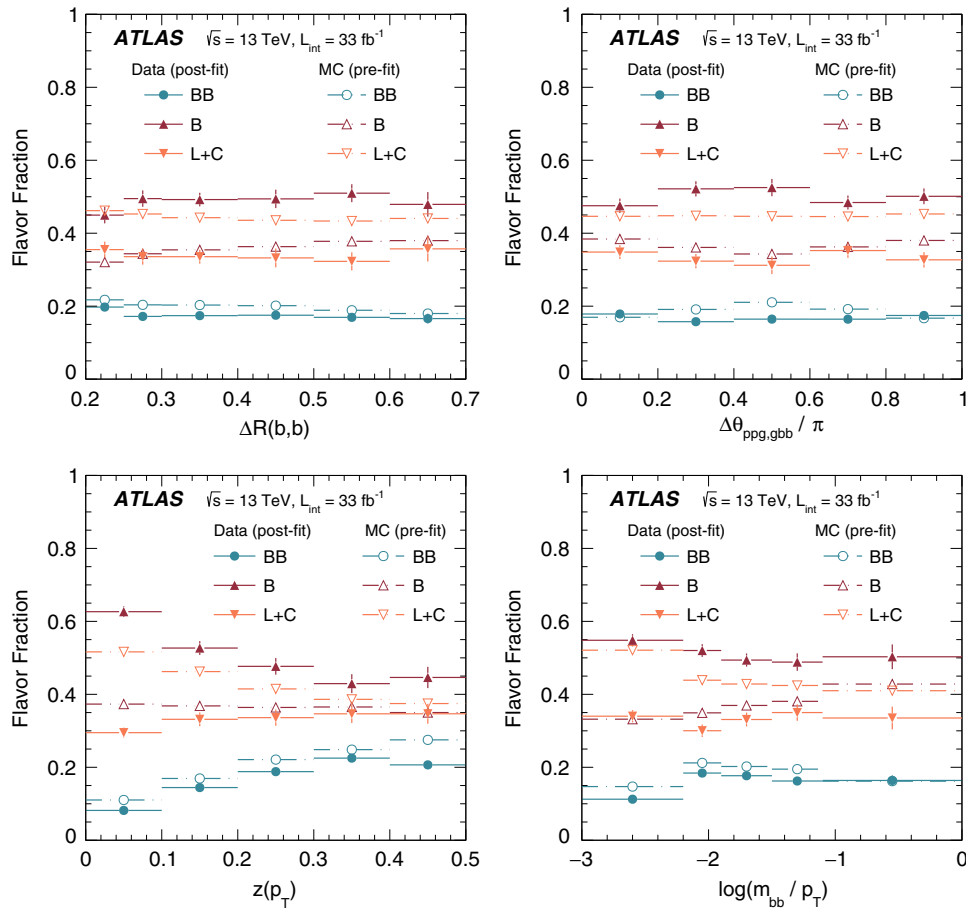 ATLAS √s = 13 TeV, L_int = 33 fb⁻¹
Data (post-fit) MC (pre-fit)
BB BB
B B
L+C L+C
Flavor Fraction
1
0.8
0.6
0.4
0.2
0
0.2 0.3 0.4 0.5 0.6 0.7
ΔR(b,b)
ATLAS √s = 13 TeV, L_int = 33 fb⁻¹
Data (post-fit) MC (pre-fit)
BB BB
B B
L+C L+C
Flavor Fraction
1
0.8
0.6
0.4
0.2
0
0 0.2 0.4 0.6 0.8 1
Δθ_ppg,gbb / π
ATLAS √s = 13 TeV, L_int = 33 fb⁻¹
Data (post-fit) MC (pre-fit)
BB BB
B B
L+C L+C
Flavor Fraction
1
0.8
0.6
0.4
0.2
0
0 0.1 0.2 0.3 0.4 0.5
z(p_T)
ATLAS √s = 13 TeV, L_int = 33 fb⁻¹
Data (post-fit) MC (pre-fit)
BB BB
B B
L+C L+C
Flavor Fraction
1
0.8
0.6
0.4
0.2
0
−3 −2 −1 0
log(m_bb / p_T)